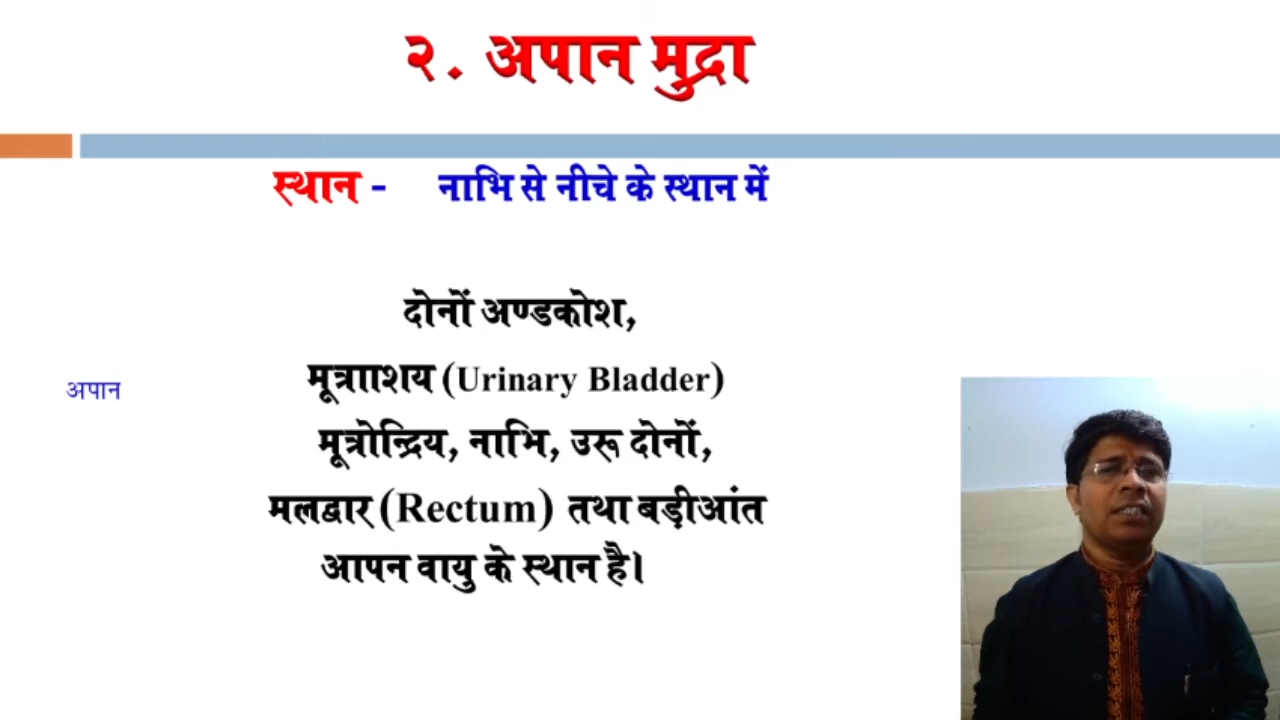 २. अपान मुद्रा
स्थान - नाभि से नीचे के स्थान में
दोनों अण्डकोश,
मूत्रााशय (Urinary Bladder)
अपान
मूत्रोन्द्रिय, नाभि, उरू दोनों,
मलद्वार (Rectum) तथा बड़ीआंत
आपन वायु के स्थान है।